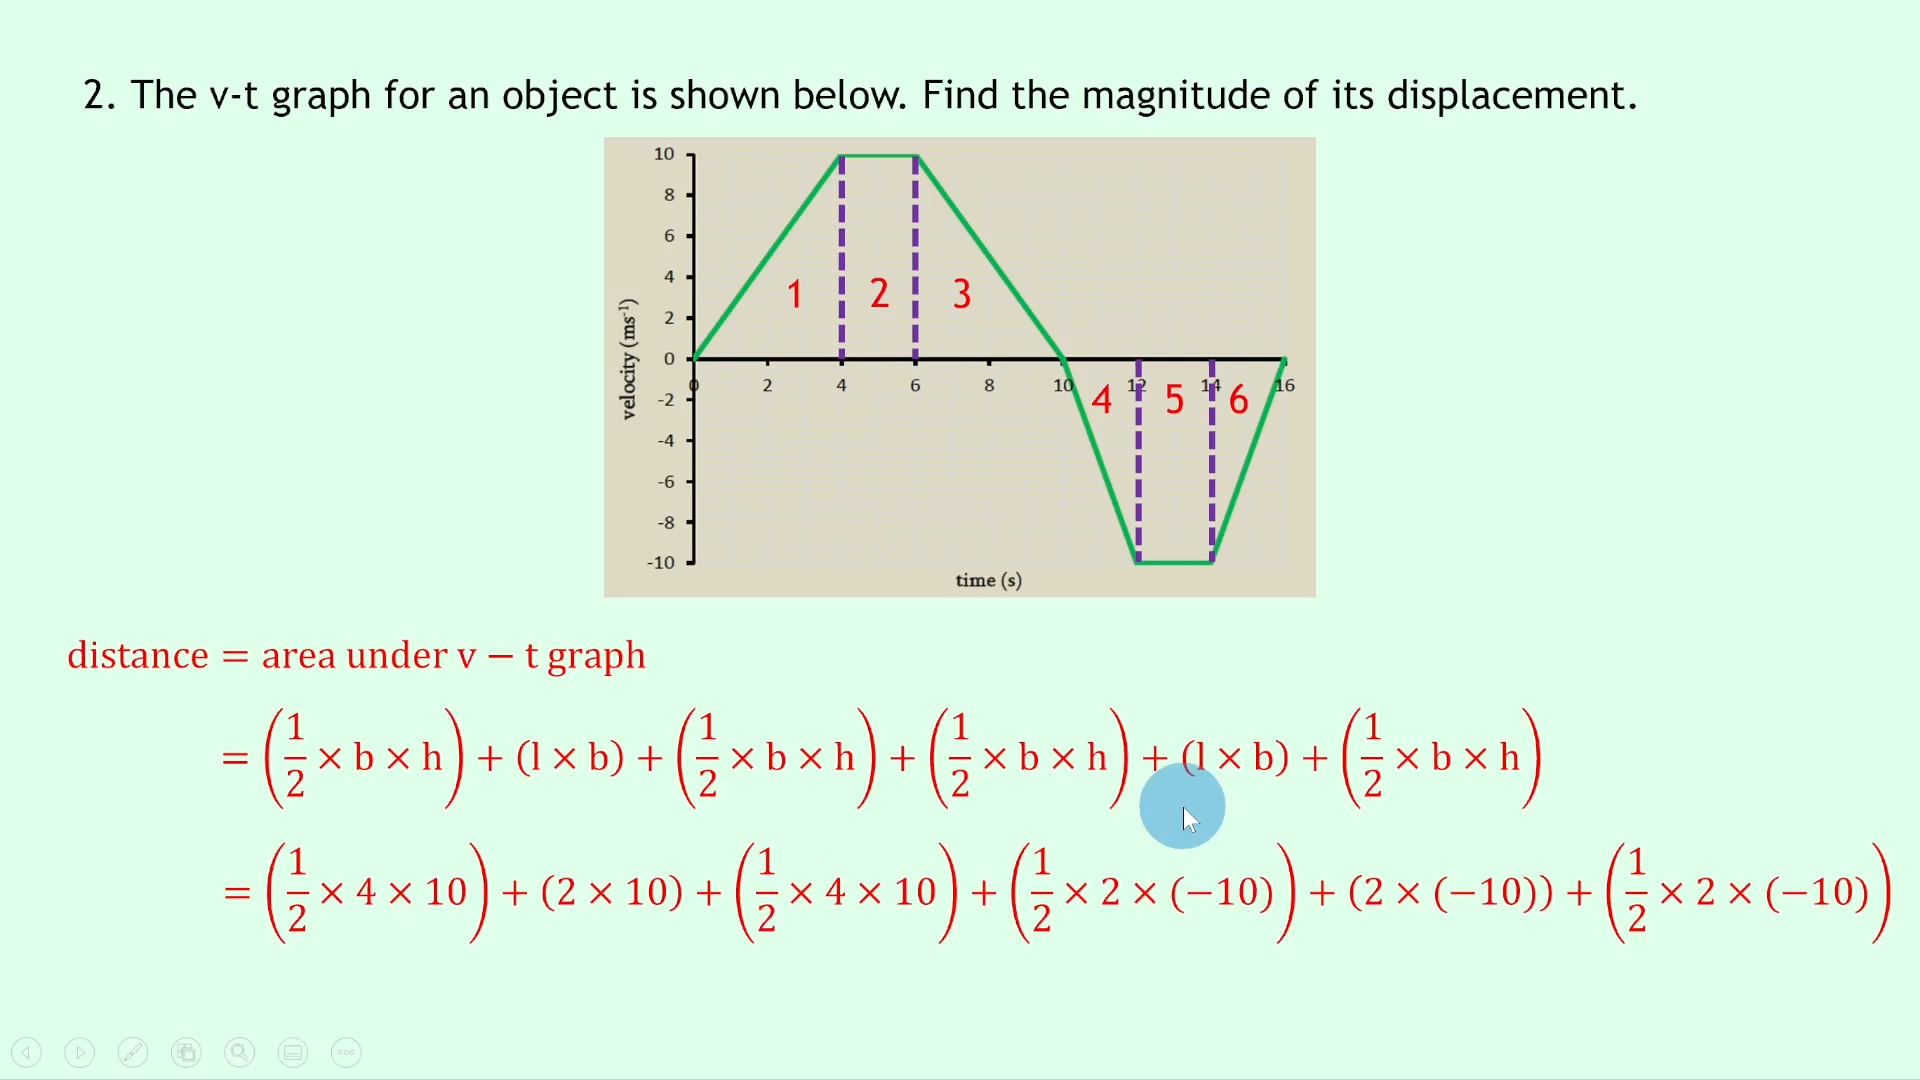 2. The v-t graph for an object is shown below. Find the magnitude of its displacement.
10
8
6
4
2
0
-2
-4
-6
-8
-10
velocity (ms⁻¹)
0 2 4 6 8 10 12 14 16
1 2 3
4 5 6
time (s)
distance = area under v − t graph
= (1/2 × b × h) + (l × b) + (1/2 × b × h) + (1/2 × b × h) + (l × b) + (1/2 × b × h)
= (1/2 × 4 × 10) + (2 × 10) + (1/2 × 4 × 10) + (1/2 × 2 × (−10)) + (2 × (−10)) + (1/2 × 2 × (−10))